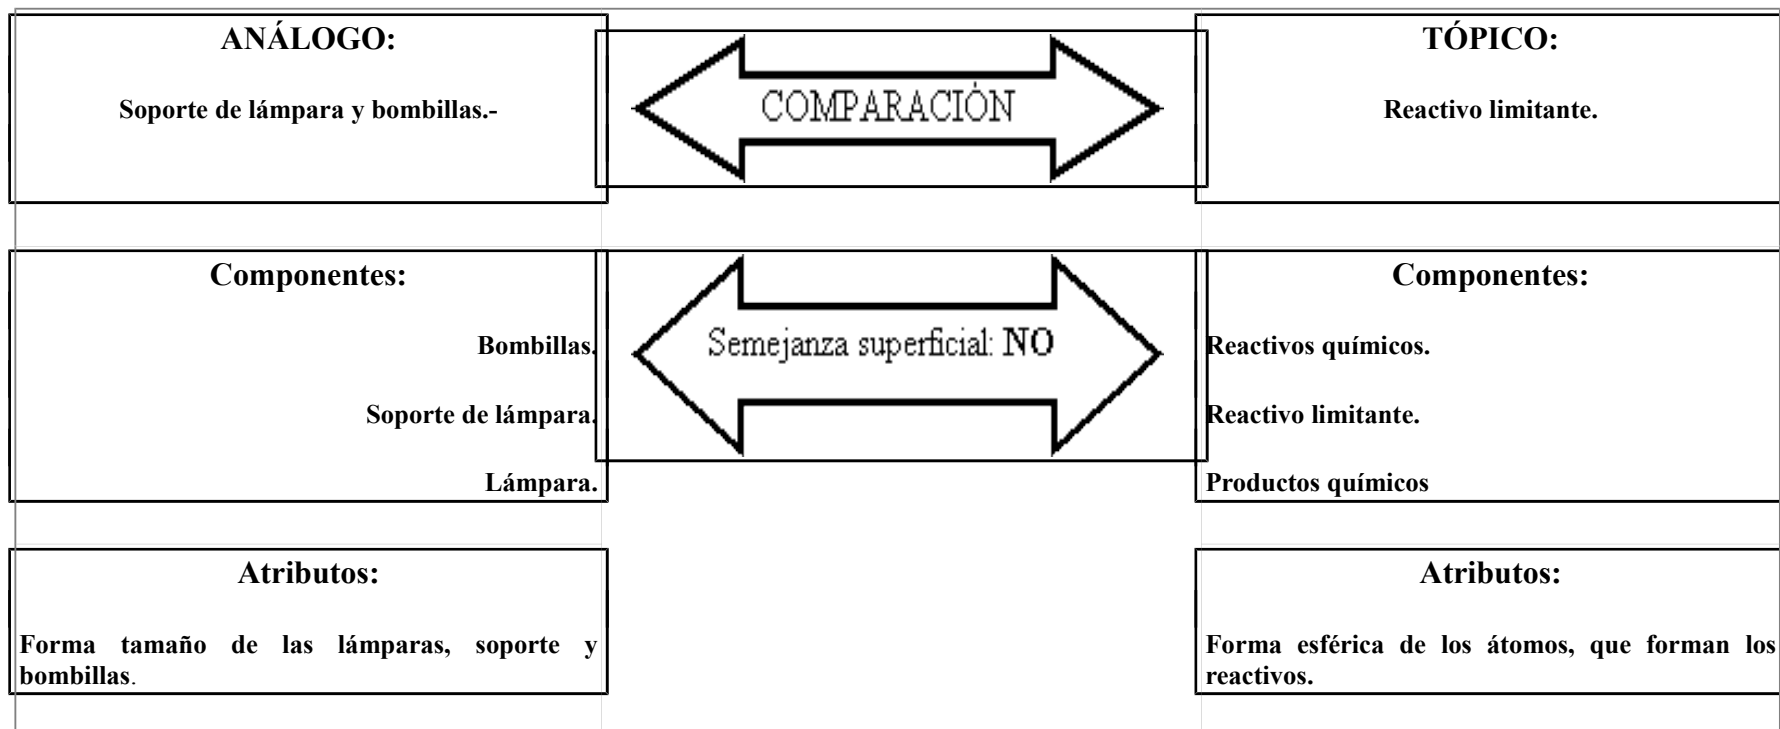 ANÁLOGO:
Soporte de lámpara y bombillas.-
COMPARACIÓN
TÓPICO:
Reactivo limitante.
Componentes:
Bombillas.
Soporte de lámpara.
Lámpara.
Semejanza superficial: NO
Componentes:
Reactivos químicos.
Reactivo limitante.
Productos químicos
Atributos:
Forma tamaño de las lámparas, soporte y
bombillas.
Atributos:
Forma esférica de los átomos, que forman los
reactivos.